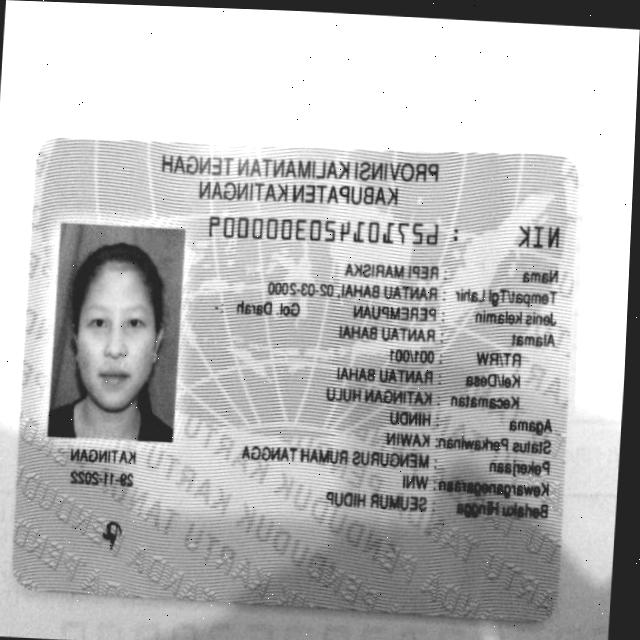 PROVINSI KALIMANTAN TENGAH
KABUPATEN KATINGAN
NIK : 6271014203000009
Nama : REPI MARISKA
Tempat/Tgl Lahir : RANTAU BAHAI, 02-03-2000
Jenis kelamin : PEREMPUAN Gol. Darah : -
Alamat : RANTAU BAHAI
RT/RW : 001/001
Kel/Desa : RANTAU BAHAI
Kecamatan : KATINGAN HULU
Agama : HINDU
Status Perkawinan: KAWIN
Pekerjaan : MENGURUS RUMAH TANGGA
Kewarganegaraan: WNI
Berlaku Hingga : SEUMUR HIDUP
KATINGAN
29-11-2022